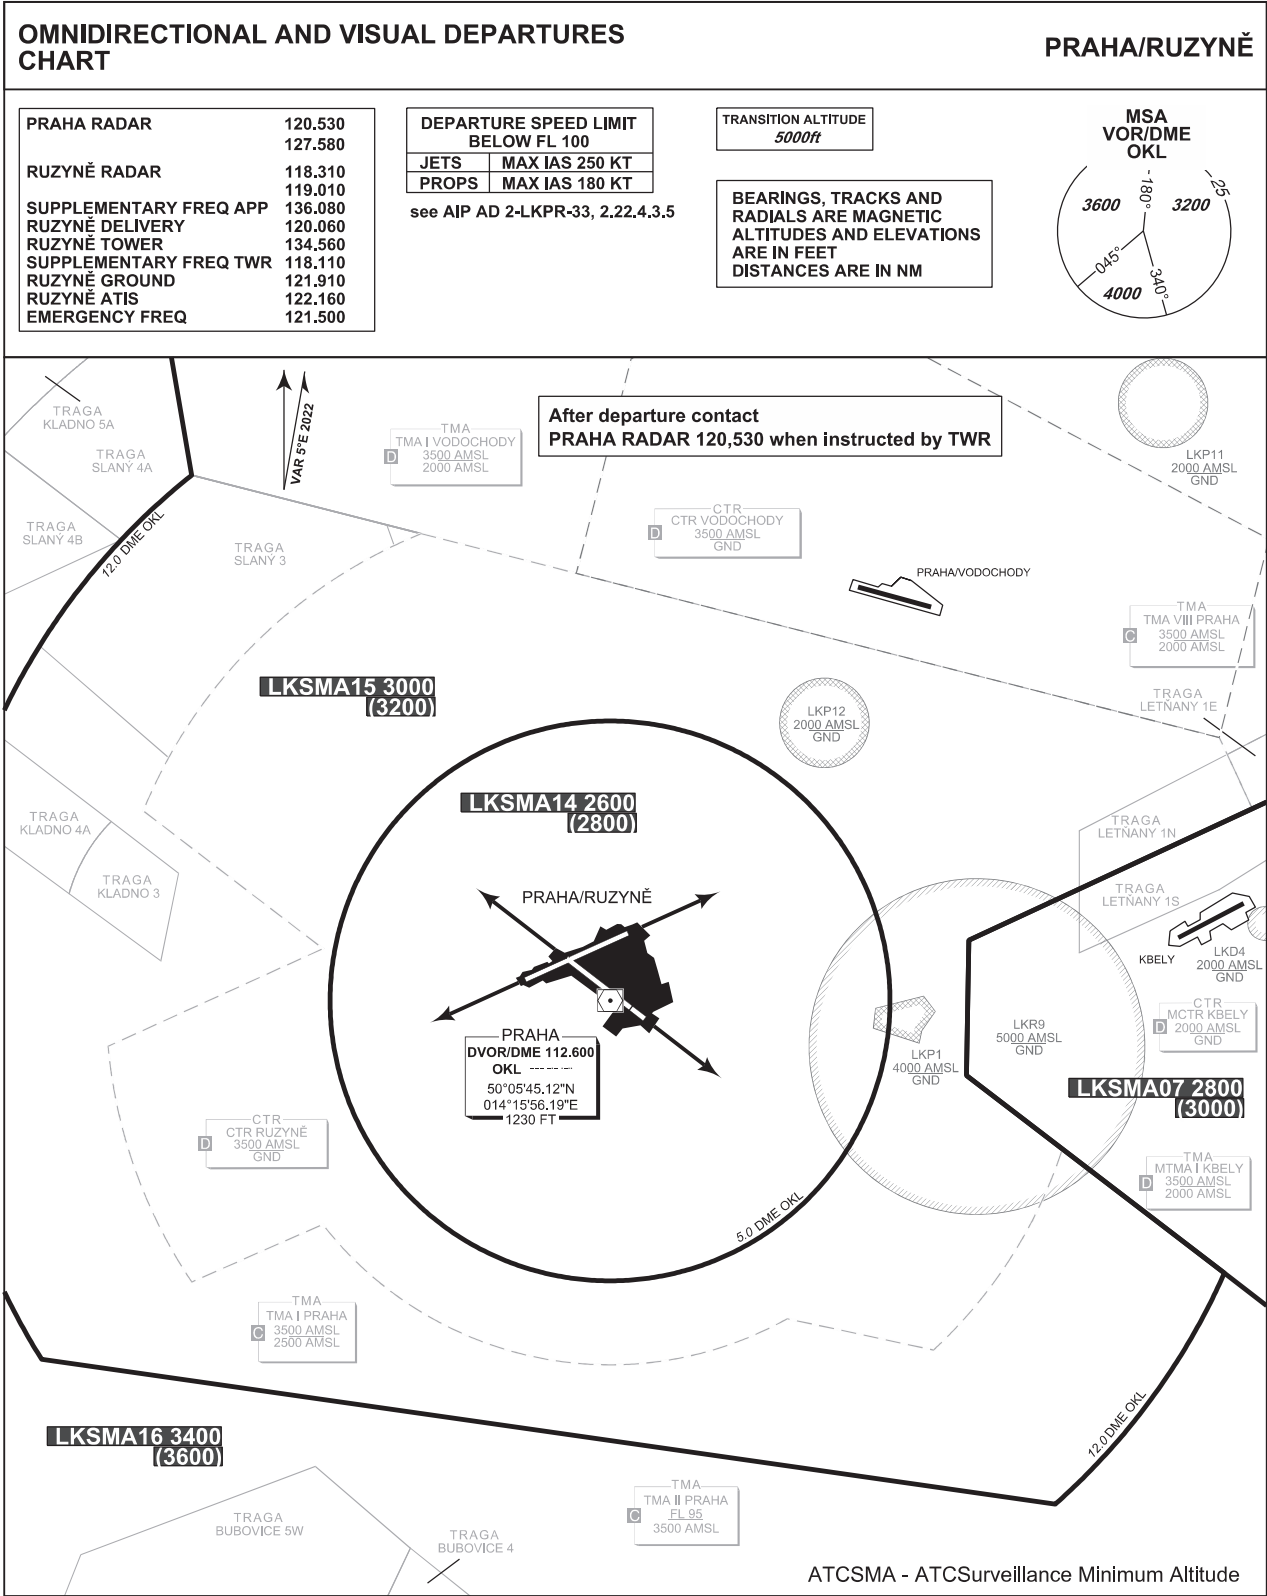 OMNIDIRECTIONAL AND VISUAL DEPARTURES
CHART
PRAHA/RUZYNĚ
PRAHA RADAR 120.530
127.580
RUZYNĚ RADAR 118.310
119.010
SUPPLEMENTARY FREQ APP 136.080
RUZYNĚ DELIVERY 120.060
RUZYNĚ TOWER 134.560
SUPPLEMENTARY FREQ TWR 118.110
RUZYNĚ GROUND 121.910
RUZYNĚ ATIS 122.160
EMERGENCY FREQ 121.500
DEPARTURE SPEED LIMIT
BELOW FL 100
JETS MAX IAS 250 KT
PROPS MAX IAS 180 KT
see AIP AD 2-LKPR-33, 2.22.4.3.5
TRANSITION ALTITUDE
5000ft
BEARINGS, TRACKS AND
RADIALS ARE MAGNETIC
ALTITUDES AND ELEVATIONS
ARE IN FEET
DISTANCES ARE IN NM
MSA
VOR/DME
OKL
25
180°
3600
3200
045°
340°
4000
TRAGA
KLADNO 5A
TRAGA
SLANÝ 4A
TRAGA
SLANÝ 4B
12.0 DME OKL
VAR 5°E 2022
TRAGA
SLANÝ 3
TMA
TMA I VODOCHODY
D
3500 AMSL
2000 AMSL
After departure contact
PRAHA RADAR 120,530 when instructed by TWR
LKP11
2000 AMSL
GND
CTR
CTR VODOCHODY
D
3500 AMSL
GND
PRAHA/VODOCHODY
TMA
TMA VIII PRAHA
C
3500 AMSL
2000 AMSL
LKSMA15 3000
(3200)
TRAGA
LETŇANY 1E
LKP12
2000 AMSL
GND
LKSMA14 2600
(2800)
TRAGA
KLADNO 4A
TRAGA
KLADNO 3
TRAGA
LETŇANY 1N
TRAGA
LETŇANY 1S
PRAHA/RUZYNĚ
KBELY
LKD4
2000 AMSL
GND
CTR
MCTR KBELY
D
2000 AMSL
GND
LKR9
5000 AMSL
GND
LKP1
4000 AMSL
GND
PRAHA
DVOR/DME 112.600
OKL
50°05'45.12"N
014°15'56.19"E
1230 FT
LKSMA07 2800
(3000)
CTR
CTR RUZYNĚ
D
3500 AMSL
GND
TMA
MTMA I KBELY
D
3500 AMSL
2000 AMSL
5.0 DME OKL
TMA
TMA I PRAHA
C
3500 AMSL
2500 AMSL
12.0 DME OKL
LKSMA16 3400
(3600)
TRAGA
BUBOVICE 5W
TRAGA
BUBOVICE 4
TMA
TMA II PRAHA
C
FL 95
3500 AMSL
ATCSMA - ATCSurveillance Minimum Altitude